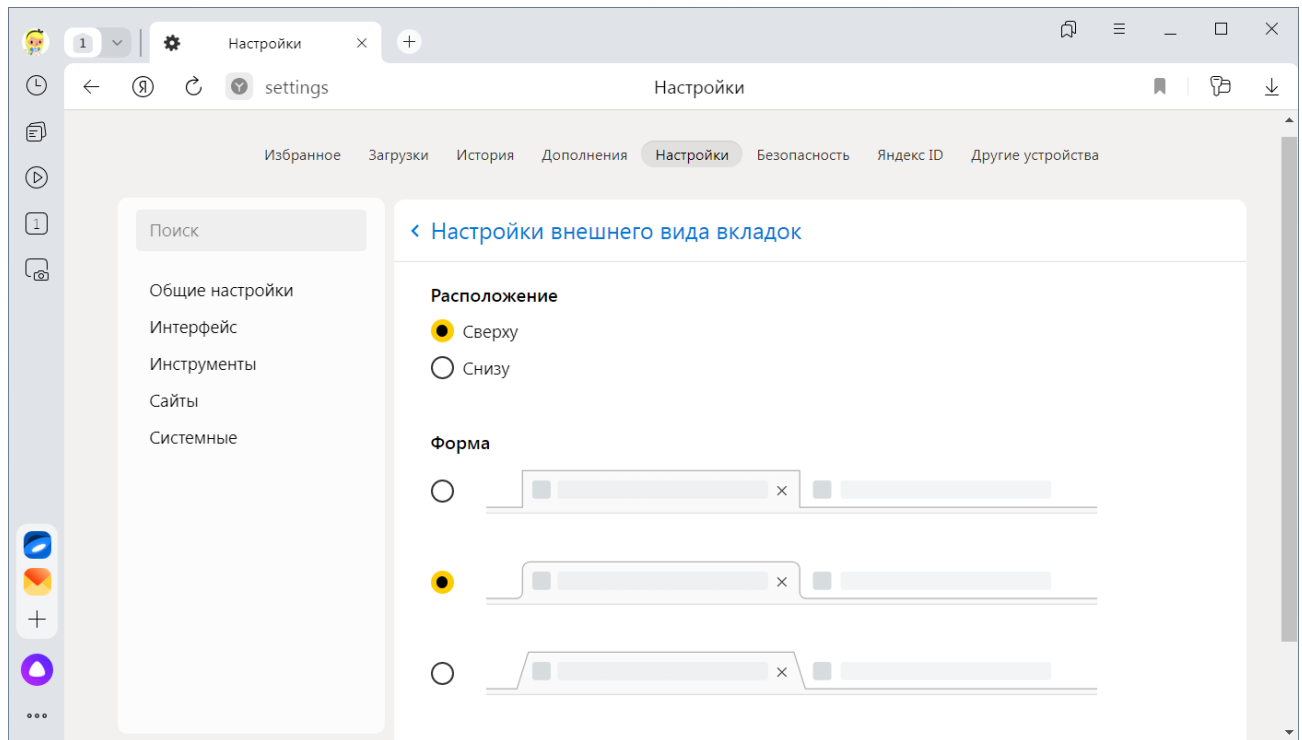 1
Настройки
Я
Y
settings
Настройки
Избранное Загрузки История Дополнения Настройки Безопасность Яндекс ID Другие устройства
1
Поиск
Общие настройки
Интерфейс
Инструменты
Сайты
Системные
Настройки внешнего вида вкладок
Расположение
Сверху
Снизу
Форма